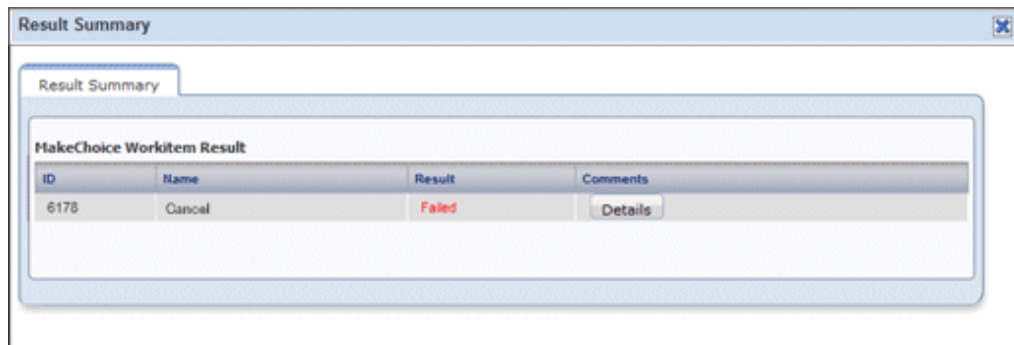 Result Summary
Result Summary
MakeChoice Workitem Result
ID Name Result Comments
6178 Cancel Failed Details